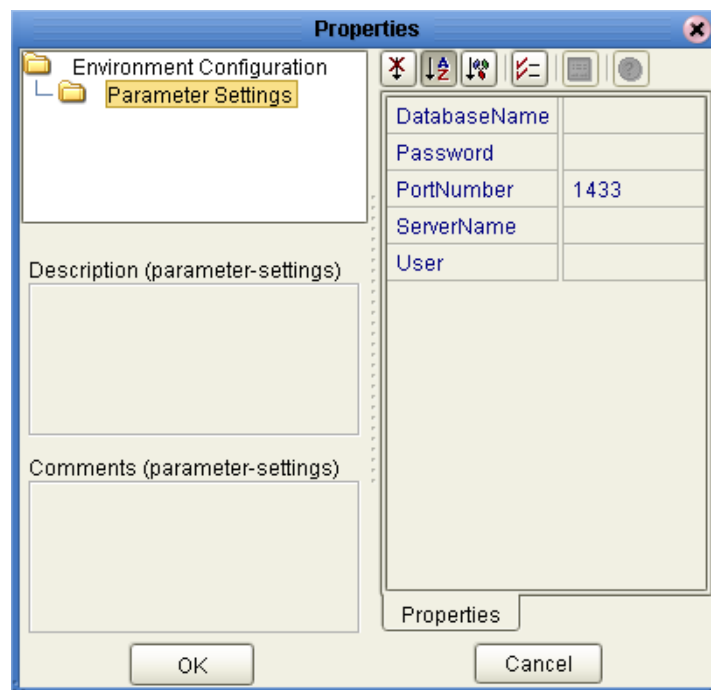 Properties
Environment Configuration
Parameter Settings
Description (parameter-settings)
Comments (parameter-settings)
DatabaseName
Password
PortNumber 1433
ServerName
User
Properties
OK
Cancel